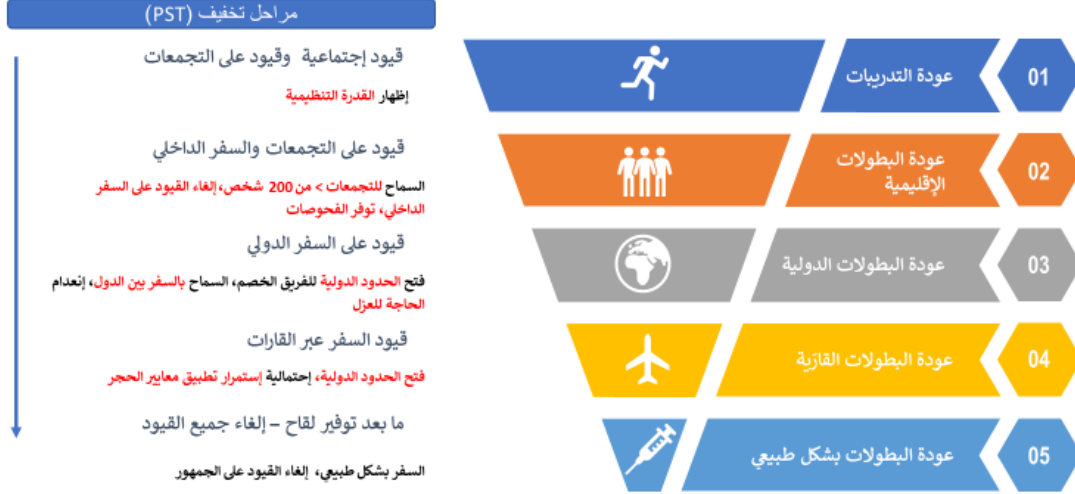 مراحل تخفيف (PST)
01
عودة التدريبات
قيود إجتماعية وقيود على التجمعات
إظهار القدرة التنظيمية
02
عودة البطولات
الإقليمية
قيود على التجمعات والسفر الداخلي
السماح للتجمعات > من 200 شخص،إلغاء القيود على السفر
الداخلي، توفر الفحوصات
03
عودة البطولات الدولية
قيود على السفر الدولي
فتح الحدود الدولية للفريق الخصم، السماح بالسفر بين الدول، إنعدام
الحاجة للعزل
04
عودة البطولات القارّية
قيود السفر عبر القارات
فتح الحدود الدولية، إحتمالية إستمرار تطبيق معايير الحجر
05
عودة البطولات بشكل طبيعي
ما بعد توفير لقاح – إلغاء جميع القيود
السفر بشكل طبيعي، إلغاء القيود على الجمهور